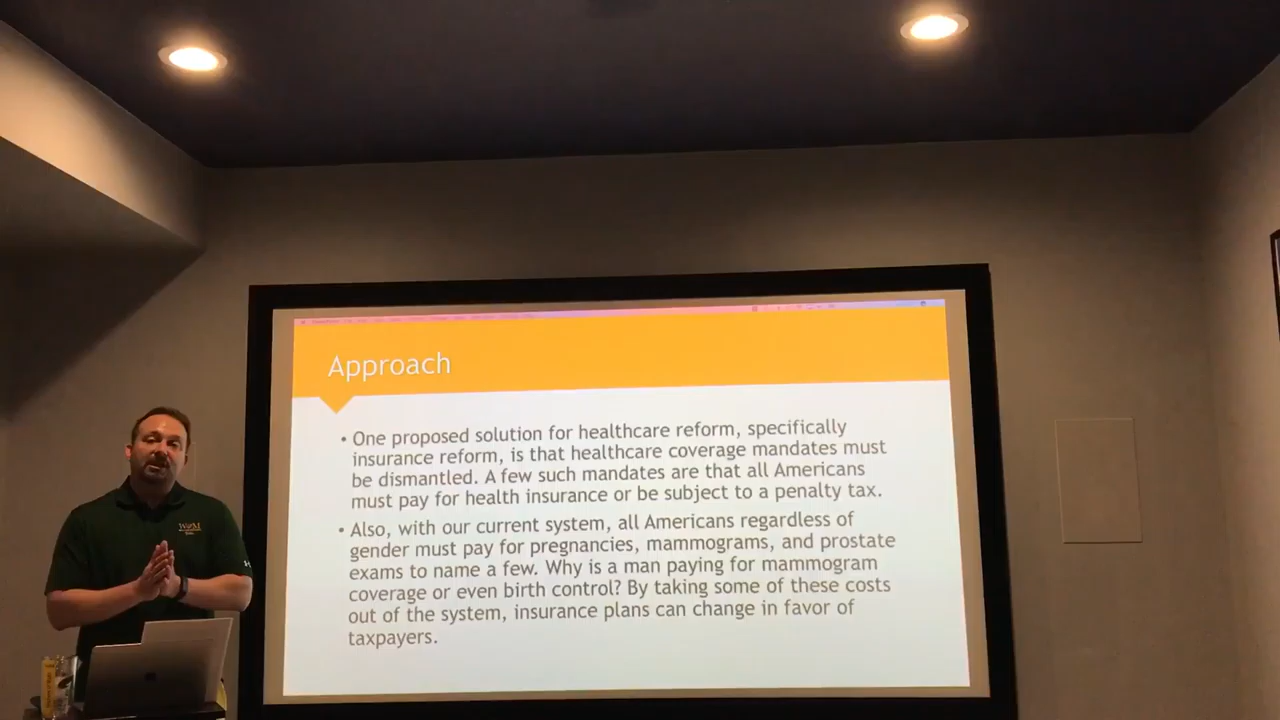 Approach
• One proposed solution for healthcare reform, specifically
insurance reform, is that healthcare coverage mandates must
be dismantled. A few such mandates are that all Americans
must pay for health insurance or be subject to a penalty tax.
• Also, with our current system, all Americans regardless of
gender must pay for pregnancies, mammograms, and prostate
exams to name a few. Why is a man paying for mammogram
coverage or even birth control? By taking some of these costs
out of the system, insurance plans can change in favor of
taxpayers.
W&M